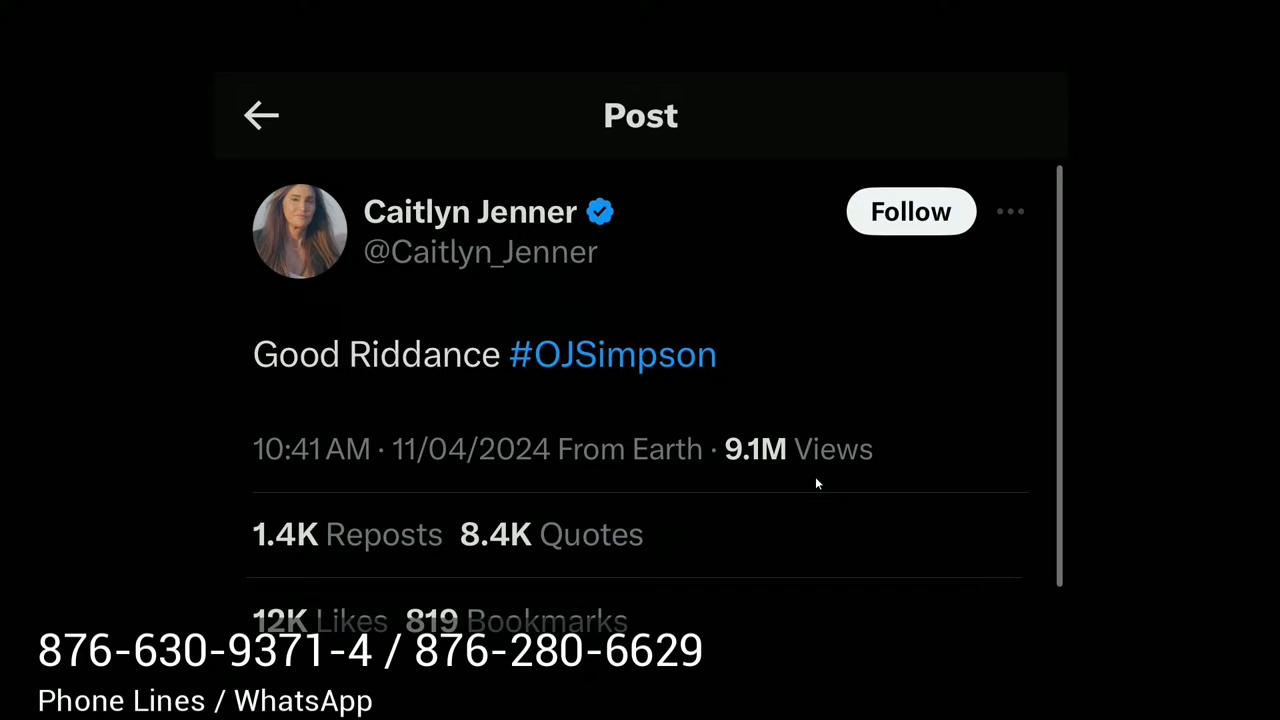 Post
Caitlyn Jenner
Follow
@Caitlyn_Jenner
Good Riddance #OJSimpson
10:41 AM · 11/04/2024 From Earth · 9.1M Views
1.4K Reposts 8.4K Quotes
12K Likes 819 Bookmarks
876-630-9371-4 / 876-280-6629
Phone Lines / WhatsApp